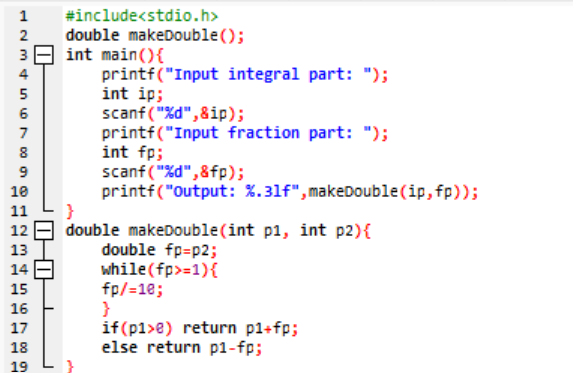 1 #include<stdio.h>
2 double makeDouble();
3 int main(){
4 printf("Input integral part: ");
5 int ip;
6 scanf("%d",&ip);
7 printf("Input fraction part: ");
8 int fp;
9 scanf("%d",&fp);
10 printf("Output: %.3lf",makeDouble(ip,fp));
11 }
12 double makeDouble(int p1, int p2){
13 double fp=p2;
14 while(fp>=1){
15 fp/=10;
16 }
17 if(p1>0) return p1+fp;
18 else return p1-fp;
19 }